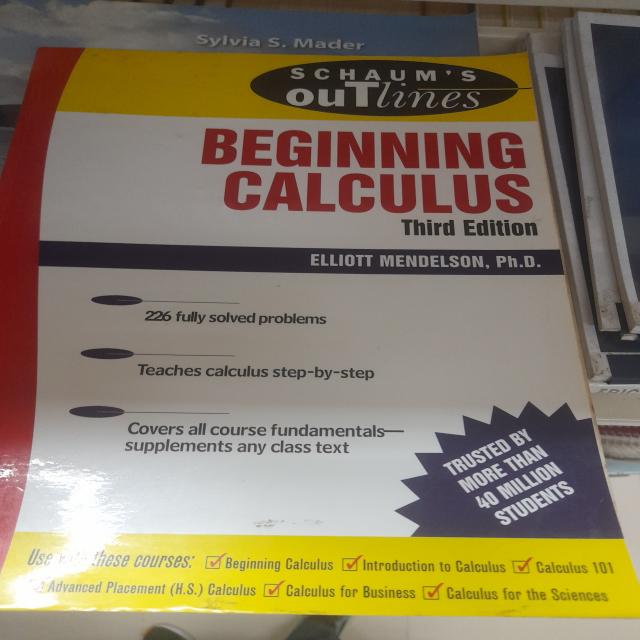 Sylvia S. Mader
SCHAUM'S
ouTlines
BEGINNING
CALCULUS
Third Edition
ELLIOTT MENDELSON, Ph.D.
226 fully solved problems
Teaches calculus step-by-step
Covers all course fundamentals—
supplements any class text
TRUSTED BY
MORE THAN
40 MILLION
STUDENTS
Use these courses: Beginning Calculus Introduction to Calculus Calculus 101
Advanced Placement (H.S.) Calculus Calculus for Business Calculus for the Sciences